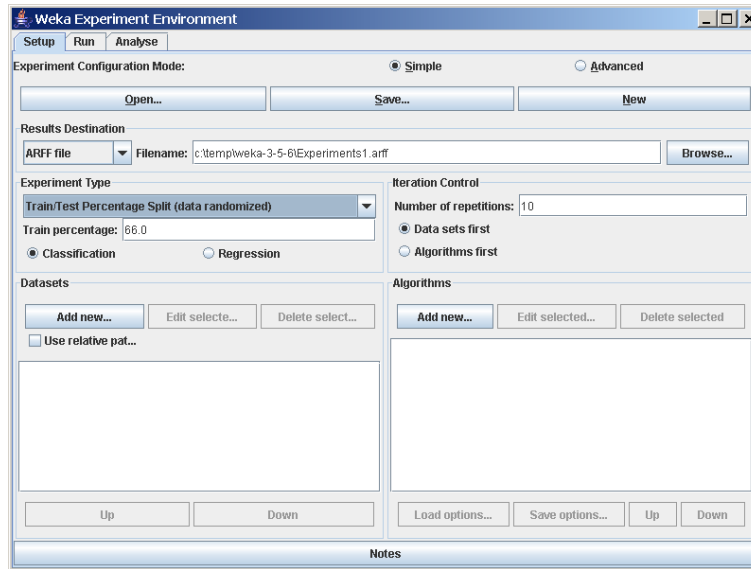 Weka Experiment Environment
Setup Run Analyse
Experiment Configuration Mode: Simple Advanced
Open... Save... New
Results Destination
ARFF file Filename: c:\temp\weka-3-5-6\Experiments1.arff Browse...
Experiment Type
Train/Test Percentage Split (data randomized)
Train percentage: 66.0
Classification Regression
Iteration Control
Number of repetitions: 10
Data sets first
Algorithms first
Datasets
Add new... Edit selecte... Delete select...
Use relative pat...
Up Down
Algorithms
Add new... Edit selected... Delete selected
Load options... Save options... Up Down
Notes